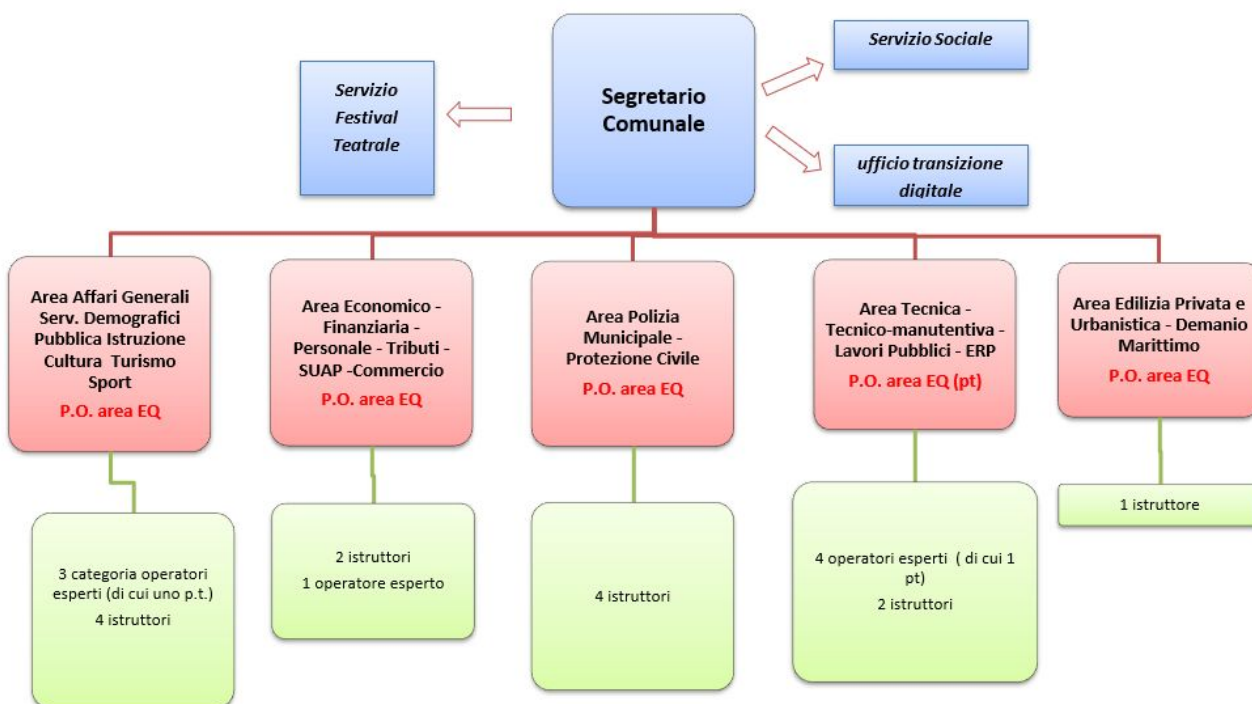 Segretario
Comunale
Servizio
Festival
Teatrale
Servizio Sociale
ufficio transizione
digitale
Area Affari Generali
Serv. Demografici
Pubblica Istruzione
Cultura Turismo
Sport
P.O. area EQ
Area Economico -
Finanziaria -
Personale - Tributi -
SUAP -Commercio
P.O. area EQ
Area Polizia
Municipale -
Protezione Civile
P.O. area EQ
Area Tecnica -
Tecnico-manutentiva -
Lavori Pubblici - ERP
P.O. area EQ (pt)
Area Edilizia Privata e
Urbanistica - Demanio
Marittimo
P.O. area EQ
3 categoria operatori
esperti (di cui uno p.t.)
4 istruttori
2 istruttori
1 operatore esperto
4 istruttori
4 operatori esperti ( di cui 1
pt)
2 istruttori
1 istruttore